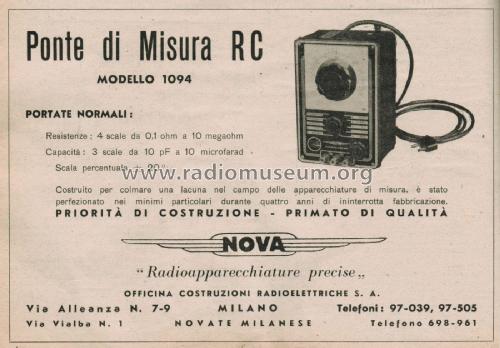 Ponte di Misura RC
MODELLO 1094
PORTATE NORMALI:
Resistenze: 4 scale da 0,1 ohm a 10 megaohm
Capacità: 3 scale da 10 pF a 10 microfarad
Scala percentuale ± 20%
www.radiomuseum.org
Costruito per colmare una lacuna nel campo delle apparecchiature di misura, è stato
perfezionato nei minimi particolari durante quattro anni di ininterrotta fabbricazione.
PRIORITÀ DI COSTRUZIONE - PRIMATO DI QUALITÀ
NOVA
"Radioapparecchiature precise„
OFFICINA COSTRUZIONI RADIOELETTRICHE S. A.
Via Alleanza N. 7-9 MILANO Telefoni: 97-039, 97-505
Via Vialba N. 1 NOVATE MILANESE Telefono 698-961